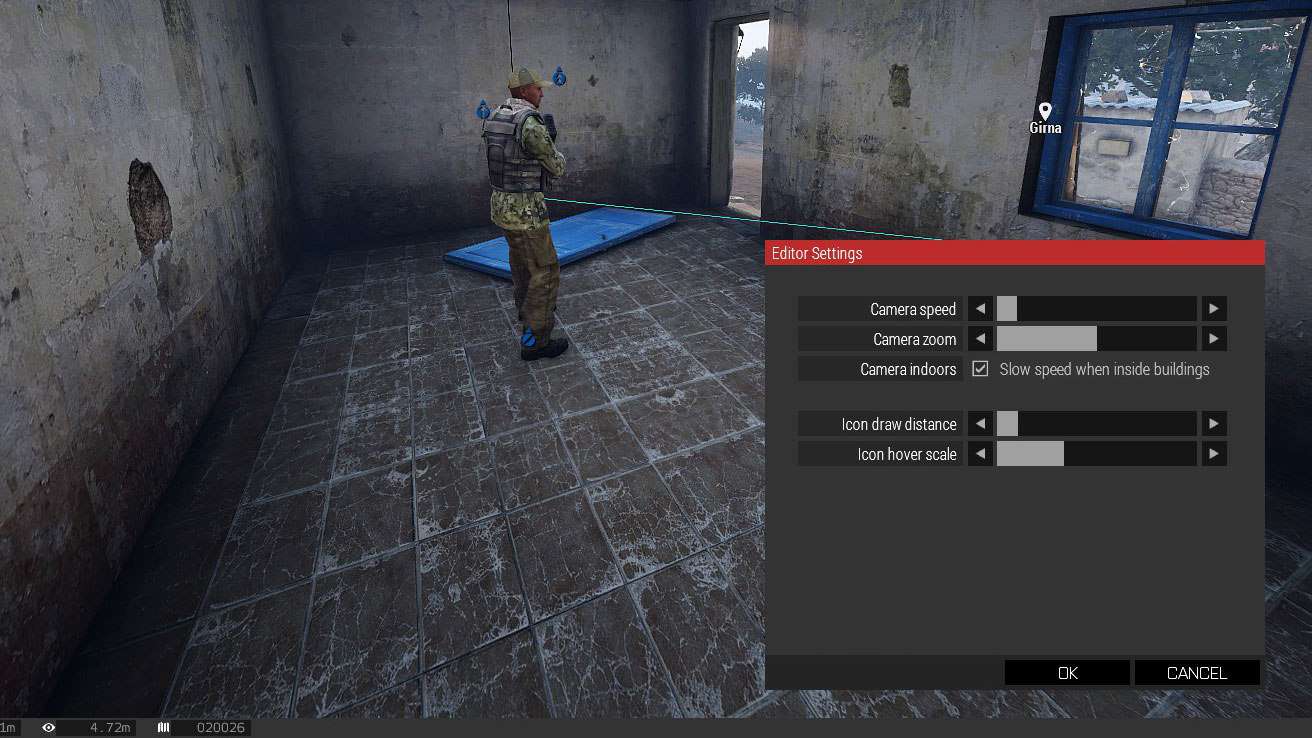 Girna
Editor Settings
Camera speed
Camera zoom
Camera indoors Slow speed when inside buildings
Icon draw distance
Icon hover scale
OK CANCEL
1m 4.72m 020026